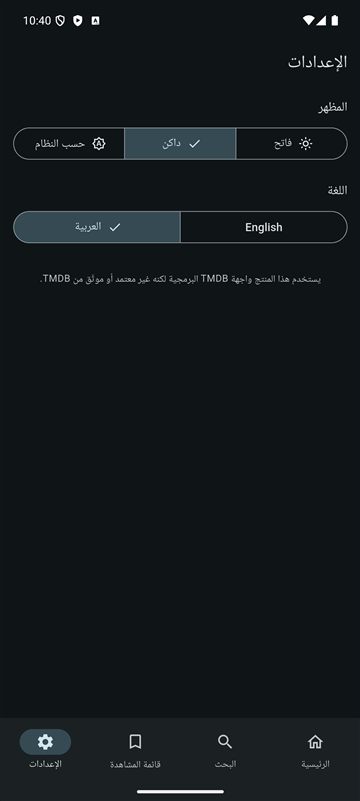 10:40
الإعدادات
المظهر
فاتح
داكن
حسب النظام
اللغة
English
العربية
يستخدم هذا المنتج واجهة TMDB البرمجية لكنه غير معتمد أو موثق من TMDB.
الرئيسية
البحث
قائمة المشاهدة
الإعدادات